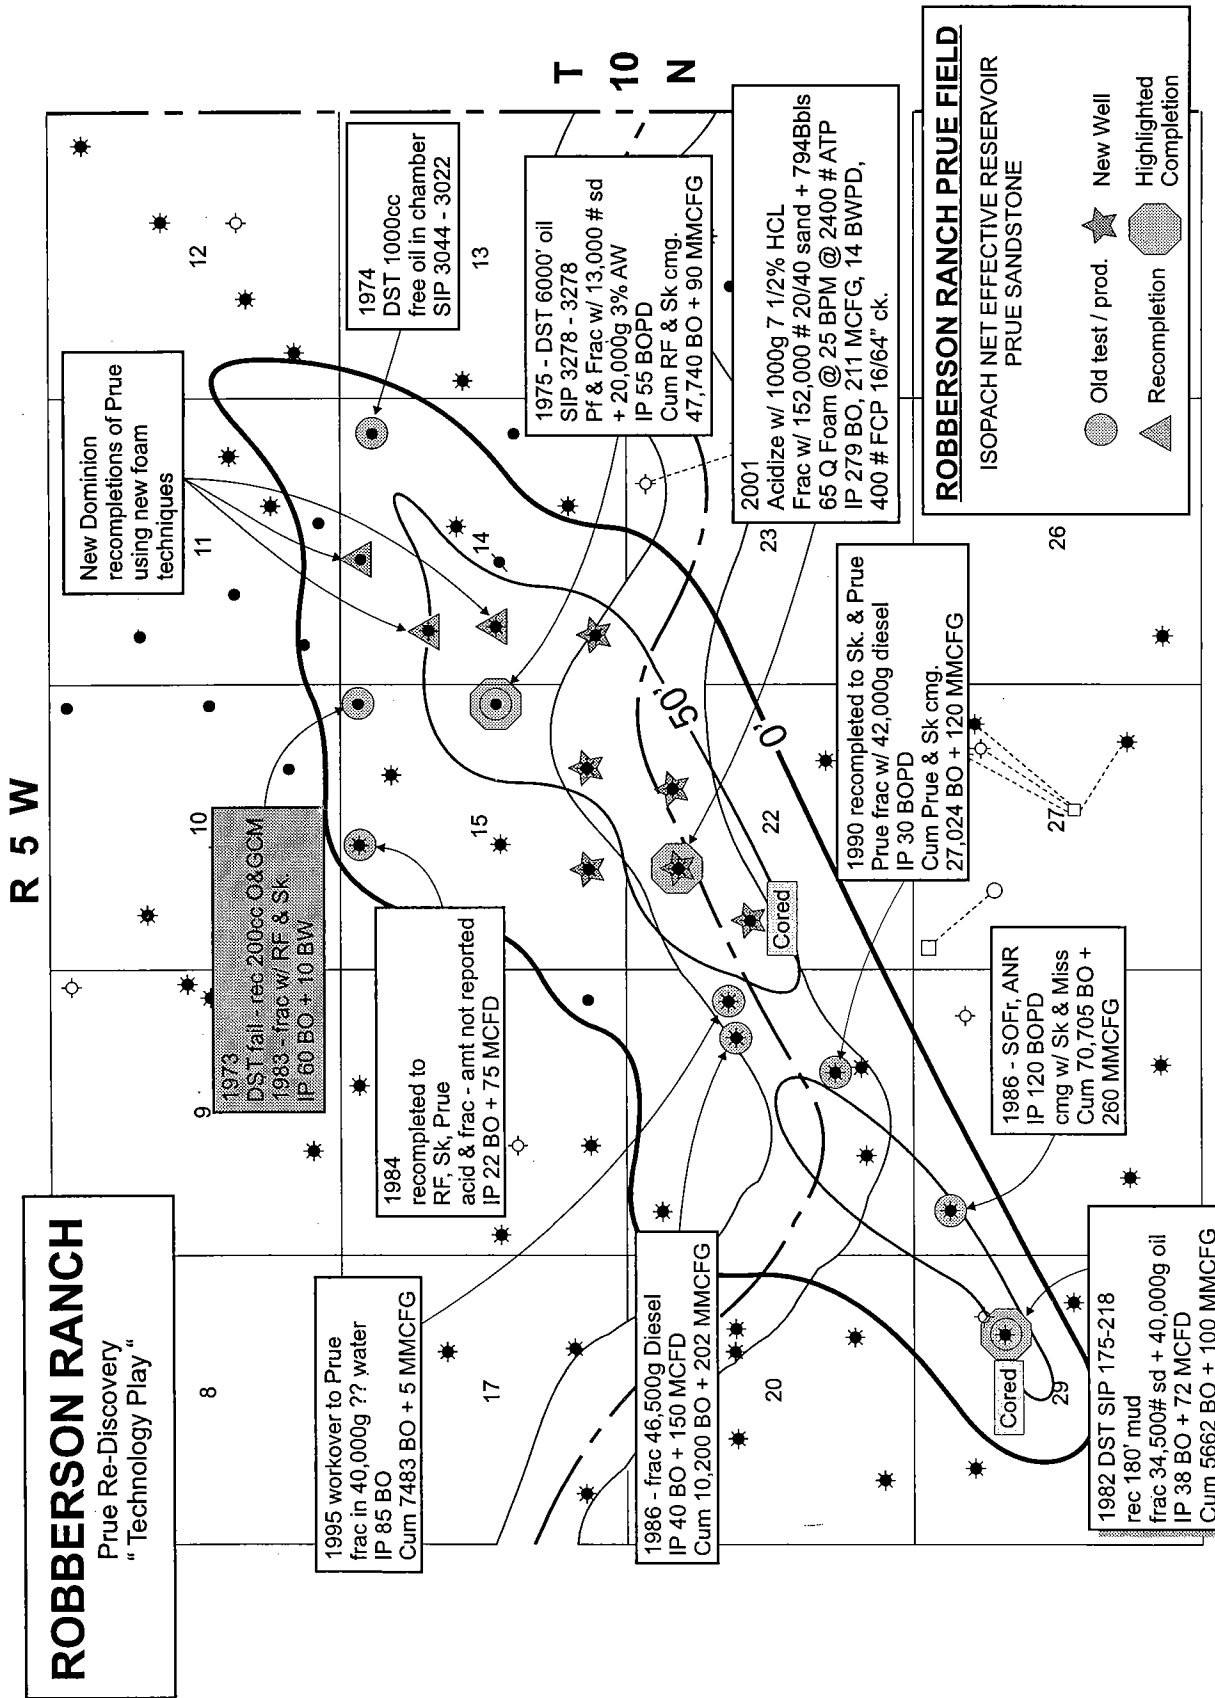 R 5 W
T
10
N
ROBBERSON RANCH
Prue Re-Discovery
“ Technology Play “
8
9
10
11
12
New Dominion
recompletions of Prue
using new foam
techniques
1973
DST fail - rec 200cc O&GCM
1983 - frac w/ RF & Sk.
IP 60 BO + 10 BW
1974
DST 1000cc
free oil in chamber
SIP 3044 - 3022
1984
recompleted to
RF, Sk, Prue
acid & frac - amt not reported
IP 22 BO + 75 MCFD
17
15
14
13
1995 workover to Prue
frac in 40,000g ?? water
IP 85 BO
Cum 7483 BO + 5 MMCFG
1975 - DST 6000' oil
SIP 3278 - 3278
Pf & Frac w/ 13,000 # sd
+ 20,000g 3% AW
IP 55 BOPD
Cum RF & Sk cmg.
47,740 BO + 90 MMCFG
1986 - frac 46,500g Diesel
IP 40 BO + 150 MCFD
Cum 10,200 BO + 202 MMCFG
50'
0'
2001
Acidize w/ 1000g 7 1/2% HCL
Frac w/ 152,000 # 20/40 sand + 794Bbls
65 Q Foam @ 25 BPM @ 2400 # ATP
IP 279 BO, 211 MCFG, 14 BWPD,
400 # FCP 16/64" ck.
20
22
23
Cored
1990 recompleted to Sk. & Prue
Prue frac w/ 42,000g diesel
IP 30 BOPD
Cum Prue & Sk cmg.
27,024 BO + 120 MMCFG
1986 - SOFr, ANR
IP 120 BOPD
cmg w/ Sk & Miss
Cum 70,705 BO +
260 MMCFG
Cored
29
27
26
1982 DST SIP 175-218
rec 180' mud
frac 34,500# sd + 40,000g oil
IP 38 BO + 72 MCFD
Cum 5662 BO + 100 MMCFG
ROBBERSON RANCH PRUE FIELD
ISOPACH NET EFFECTIVE RESERVOIR
PRUE SANDSTONE
Old test / prod.
New Well
Recompletion
Highlighted
Completion